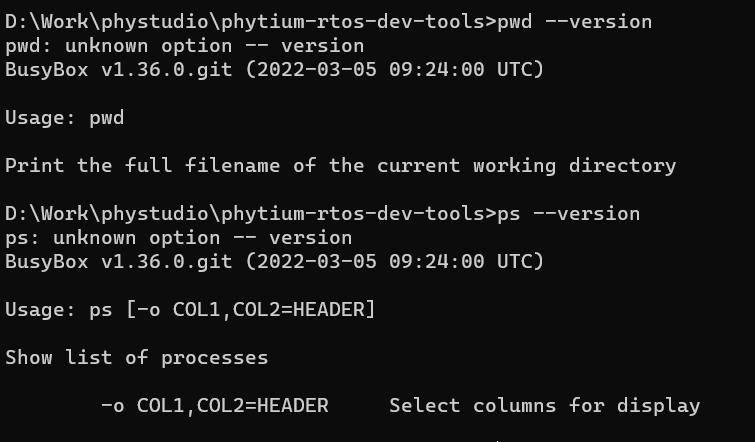 D:\Work\phystudio\phytium-rtos-dev-tools>pwd --version
pwd: unknown option -- version
BusyBox v1.36.0.git (2022-03-05 09:24:00 UTC)
Usage: pwd
Print the full filename of the current working directory
D:\Work\phystudio\phytium-rtos-dev-tools>ps --version
ps: unknown option -- version
BusyBox v1.36.0.git (2022-03-05 09:24:00 UTC)
Usage: ps [-o COL1,COL2=HEADER]
Show list of processes
-o COL1,COL2=HEADER     Select columns for display